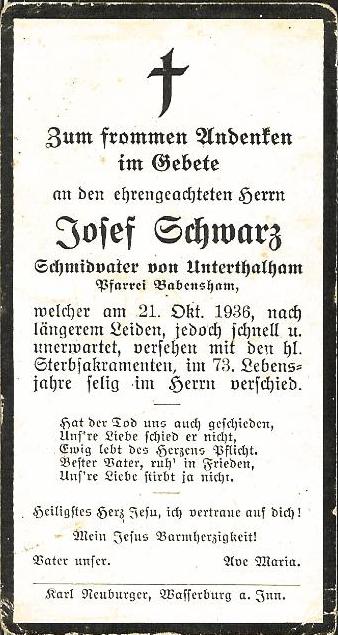 Zum frommen Andenken
im Gebete
an den ehrengeachteten Herrn
Josef Schwarz
Schmidvater von Unterthalham
Pfarrei Babensham,
welcher am 21. Okt. 1936, nach
längerem Leiden, jedoch schnell u.
unerwartet, versehen mit den hl.
Sterbsakramenten, im 73. Lebens-
jahre selig im Herrn verschied.
Hat der Tod uns auch geschieden,
Uns're Liebe schied er nicht,
Ewig lebt des Herzens Pflicht.
Bester Vater, ruh' in Frieden,
Uns're Liebe stirbt ja nicht.
Heiligstes Herz Jesu, ich vertraue auf dich!
Mein Jesus Barmherzigkeit!
Vater unser. Ave Maria.
Karl Neuburger, Wasserburg a. Inn.